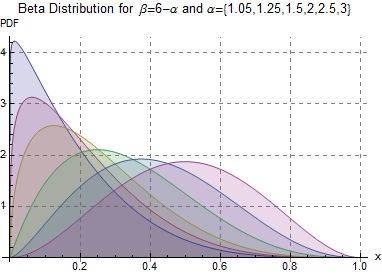 Beta Distribution for β=6-α and α={1.05,1.25,1.5,2,2.5,3}
PDF
4
3
2
1
0.2 0.4 0.6 0.8 1.0 x